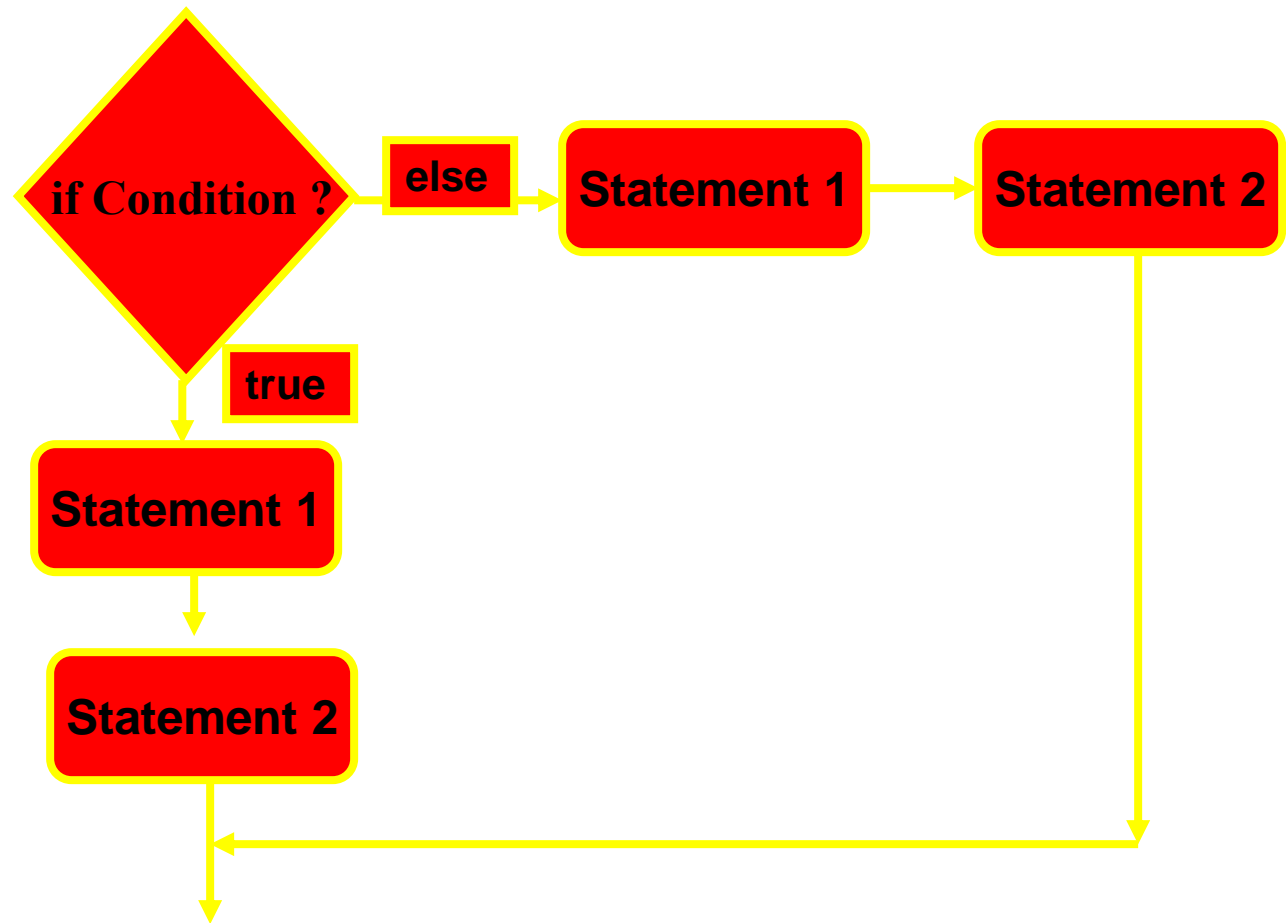 if Condition ?
else
Statement 1
Statement 2
true
Statement 1
Statement 2